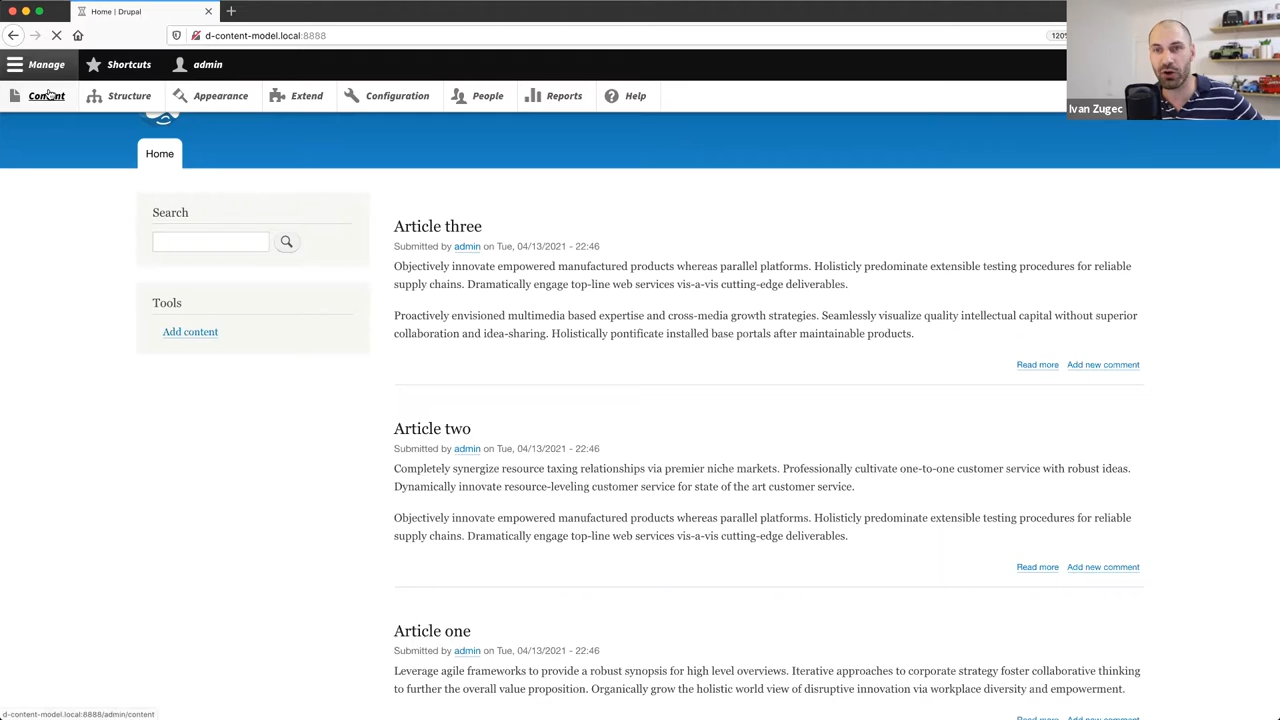 Home | Drupal
d-content-model.local:8888
120%
Manage
Shortcuts
admin
Content
Structure
Appearance
Extend
Configuration
People
Reports
Help
Ivan Zugec
Home
Search
Tools
Add content
Article three
Submitted by admin on Tue, 04/13/2021 - 22:46
Objectively innovate empowered manufactured products whereas parallel platforms. Holisticly predominate extensible testing procedures for reliable
supply chains. Dramatically engage top-line web services vis-a-vis cutting-edge deliverables.
Proactively envisioned multimedia based expertise and cross-media growth strategies. Seamlessly visualize quality intellectual capital without superior
collaboration and idea-sharing. Holistically pontificate installed base portals after maintainable products.
Read more Add new comment
Article two
Submitted by admin on Tue, 04/13/2021 - 22:46
Completely synergize resource taxing relationships via premier niche markets. Professionally cultivate one-to-one customer service with robust ideas.
Dynamically innovate resource-leveling customer service for state of the art customer service.
Objectively innovate empowered manufactured products whereas parallel platforms. Holisticly predominate extensible testing procedures for reliable
supply chains. Dramatically engage top-line web services vis-a-vis cutting-edge deliverables.
Read more Add new comment
Article one
Submitted by admin on Tue, 04/13/2021 - 22:46
Leverage agile frameworks to provide a robust synopsis for high level overviews. Iterative approaches to corporate strategy foster collaborative thinking
to further the overall value proposition. Organically grow the holistic world view of disruptive innovation via workplace diversity and empowerment.
Read more Add new comment
d-content-model.local:8888/admin/content